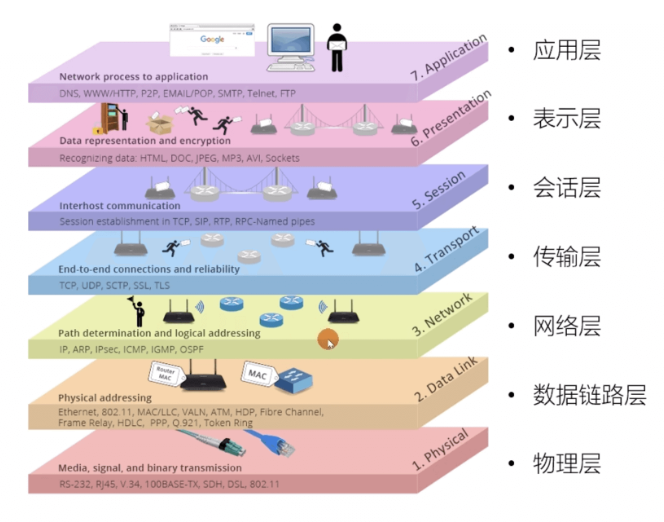 Google
7. Application
Network process to application
DNS, WWW/HTTP, P2P, EMAIL/POP, SMTP, Telnet, FTP
• 应用层
6. Presentation
Data representation and encryption
Recognizing data: HTML, DOC, JPEG, MP3, AVI, Sockets
• 表示层
5. Session
Interhost communication
Session establishment in TCP, SIP, RTP, RPC-Named pipes
• 会话层
4. Transport
End-to-end connections and reliability
TCP, UDP, SCTP, SSL, TLS
• 传输层
3. Network
Path determination and logical addressing
IP, ARP, IPsec, ICMP, IGMP, OSPF
• 网络层
2. Data Link
Router MAC
MAC
Physical addressing
Ethernet, 802.11, MAC/LLC, VALN, ATM, HDP, Fibre Channel,
Frame Relay, HDLC, PPP, Q.921, Token Ring
• 数据链路层
1. Physical
Media, signal, and binary transmission
RS-232, RJ45, V.34, 100BASE-TX, SDH, DSL, 802.11
• 物理层